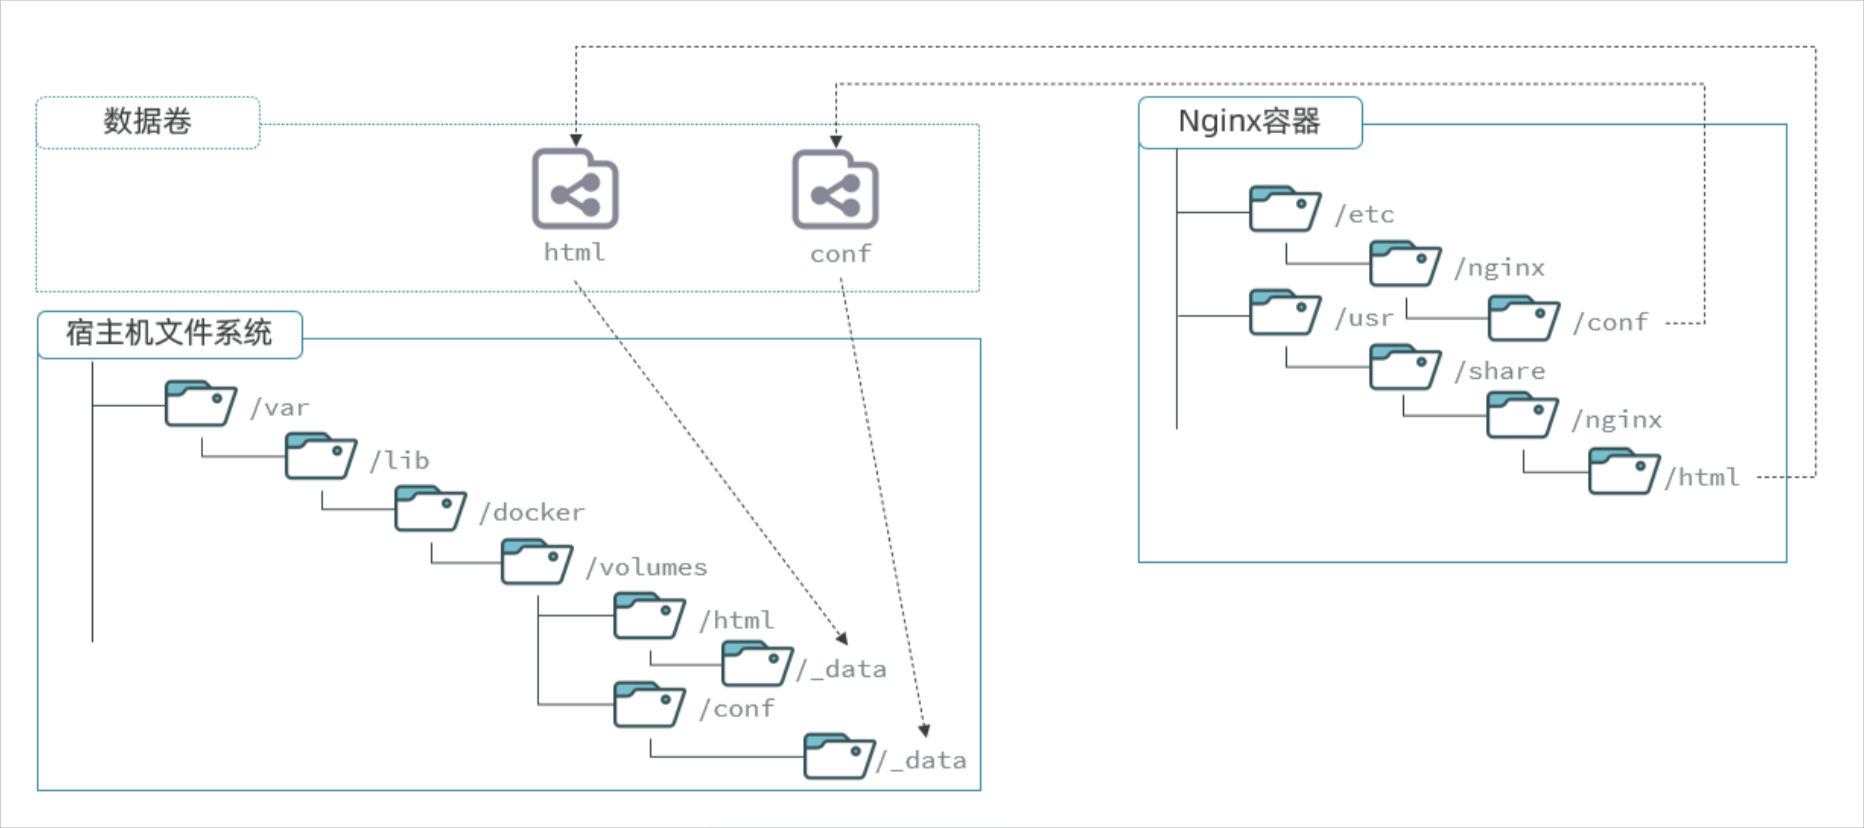 数据卷
html
conf
宿主机文件系统
/var
/lib
/docker
/volumes
/html
/_data
/conf
/_data
Nginx容器
/etc
/nginx
/conf
/usr
/share
/nginx
/html